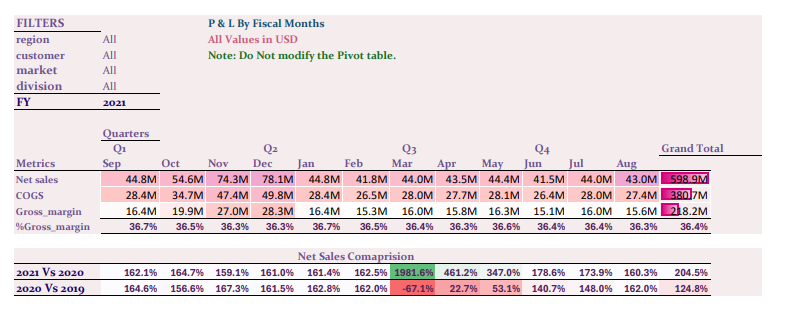 FILTERS P & L By Fiscal Months
region All All Values in USD
customer All Note: Do Not modify the Pivot table.
market All
division All
FY 2021
Quarters
Q1 Q2 Q3 Q4 Grand Total
Metrics Sep Oct Nov Dec Jan Feb Mar Apr May Jun Jul Aug
Net sales 44.8M 54.6M 74.3M 78.1M 44.8M 41.8M 44.0M 43.5M 44.4M 41.5M 44.0M 43.0M 598.9M
COGS 28.4M 34.7M 47.4M 49.8M 28.4M 26.5M 28.0M 27.7M 28.1M 26.4M 28.0M 27.4M 380.7M
Gross_margin 16.4M 19.9M 27.0M 28.3M 16.4M 15.3M 16.0M 15.8M 16.3M 15.1M 16.0M 15.6M 218.2M
%Gross_margin 36.7% 36.5% 36.3% 36.3% 36.7% 36.5% 36.4% 36.3% 36.6% 36.4% 36.4% 36.3% 36.4%
Net Sales Comaprision
2021 Vs 2020 162.1% 164.7% 159.1% 161.0% 161.4% 162.5% 1981.6% 461.2% 347.0% 178.6% 173.9% 160.3% 204.5%
2020 Vs 2019 164.6% 156.6% 167.3% 161.5% 162.8% 162.0% -67.1% 22.7% 53.1% 140.7% 148.0% 162.0% 124.8%